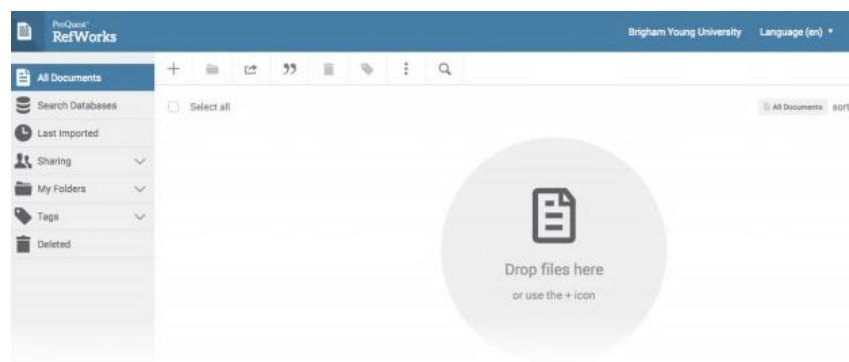 ProQuest®
RefWorks
Brigham Young University Language (en)
All Documents
Search Databases
Last Imported
Sharing
My Folders
Tags
Deleted
Select all
All Documents sort
Drop files here
or use the + icon